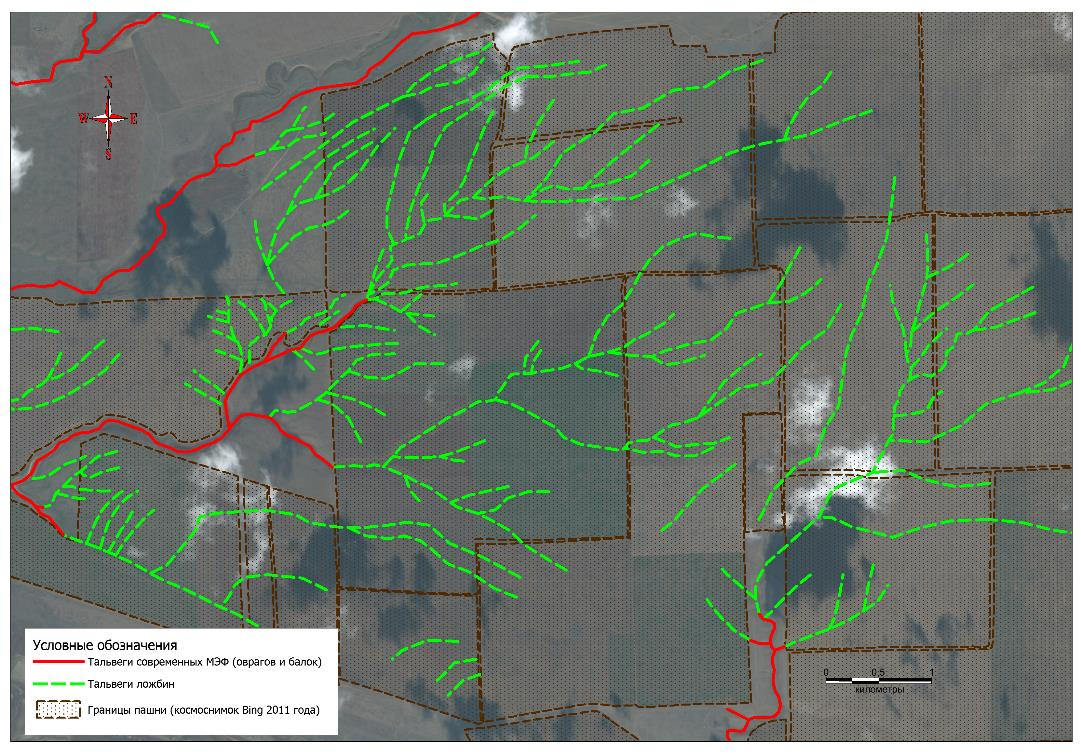 N
W E
S
Условные обозначения
Тальвеги современных МЭФ (оврагов и балок)
Тальвеги ложбин
Границы пашни (космоснимок Bing 2011 года)
0 0,5 1
километры